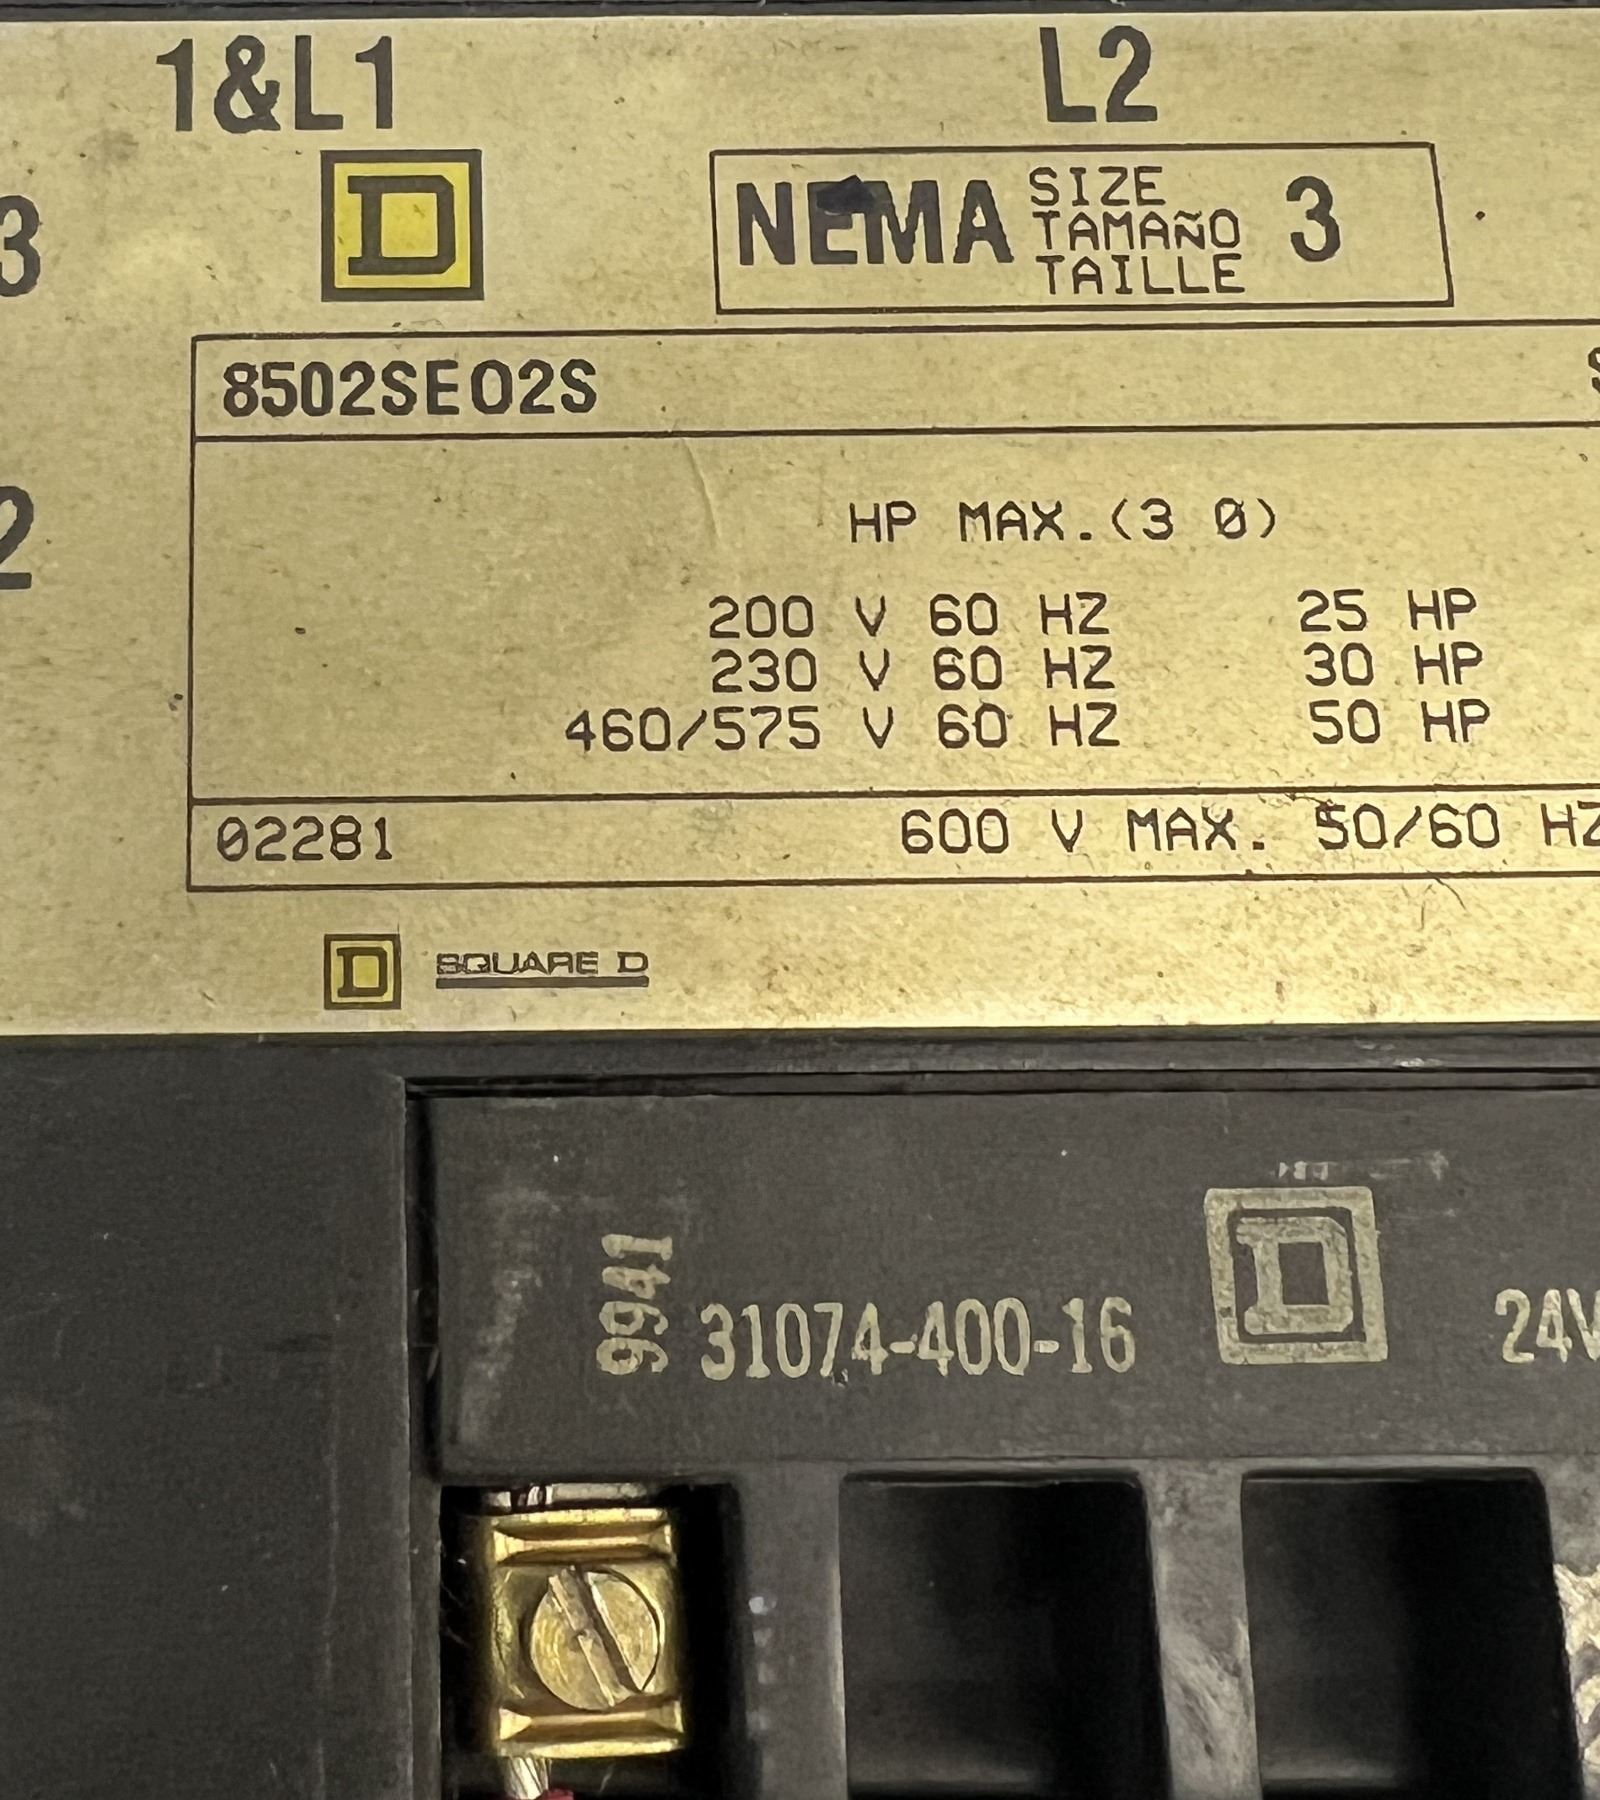 1&L1 L2
3
D
NEMA SIZE 3
TAMAÑO
TAILLE
8502SEO2S
2
HP MAX.(3 Ø)
200 V 60 HZ 25 HP
230 V 60 HZ 30 HP
460/575 V 60 HZ 50 HP
02281 600 V MAX. 50/60 HZ
D SQUARE D
9941
31074-400-16 D 24V